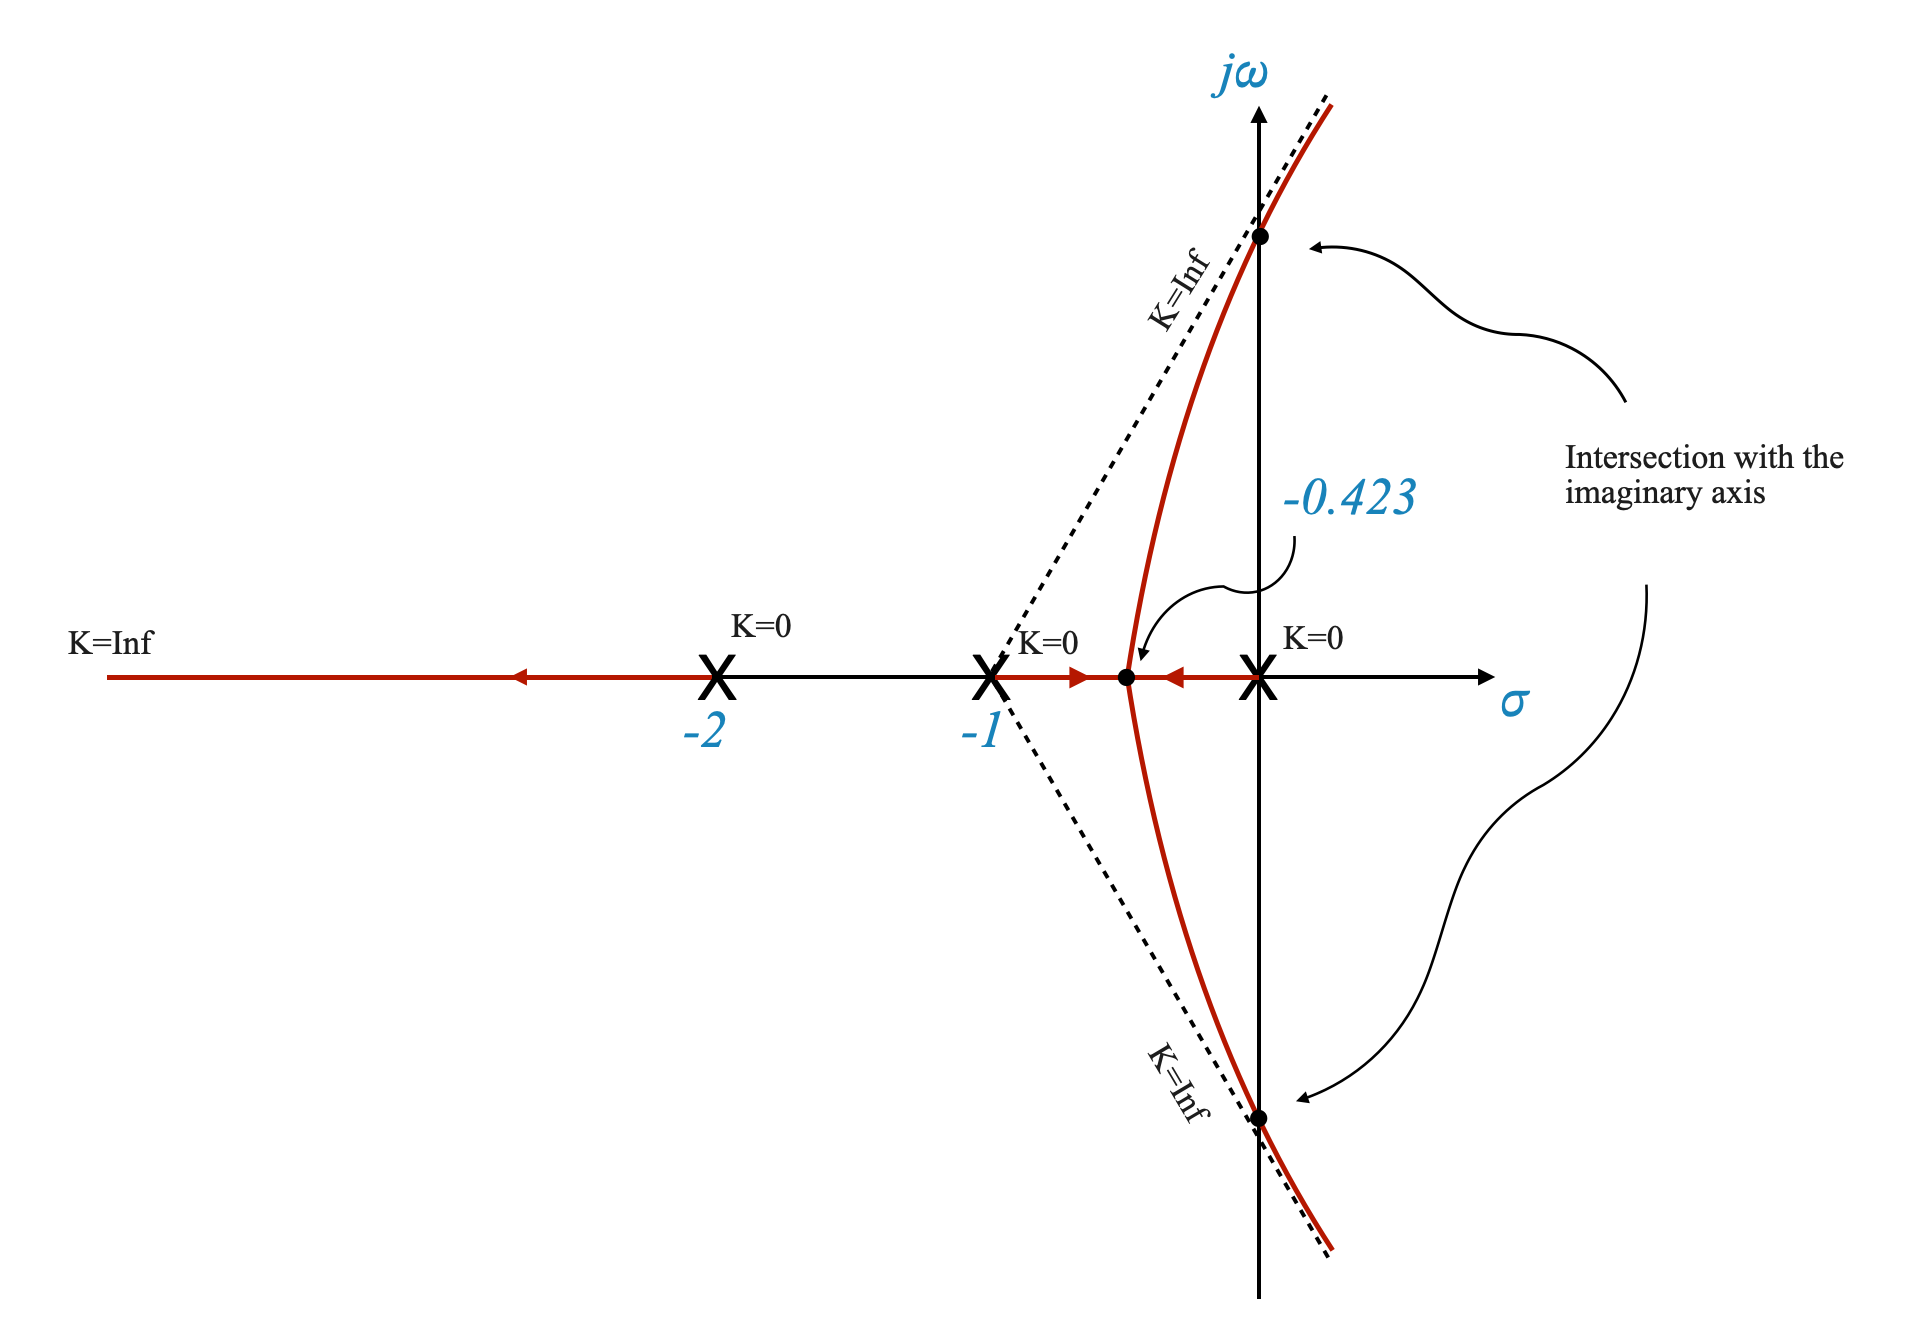 jω
K=Inf
-0.423
Intersection with the
imaginary axis
K=Inf
K=0
K=0
K=0
X
X
X
-2
-1
σ
K=Inf